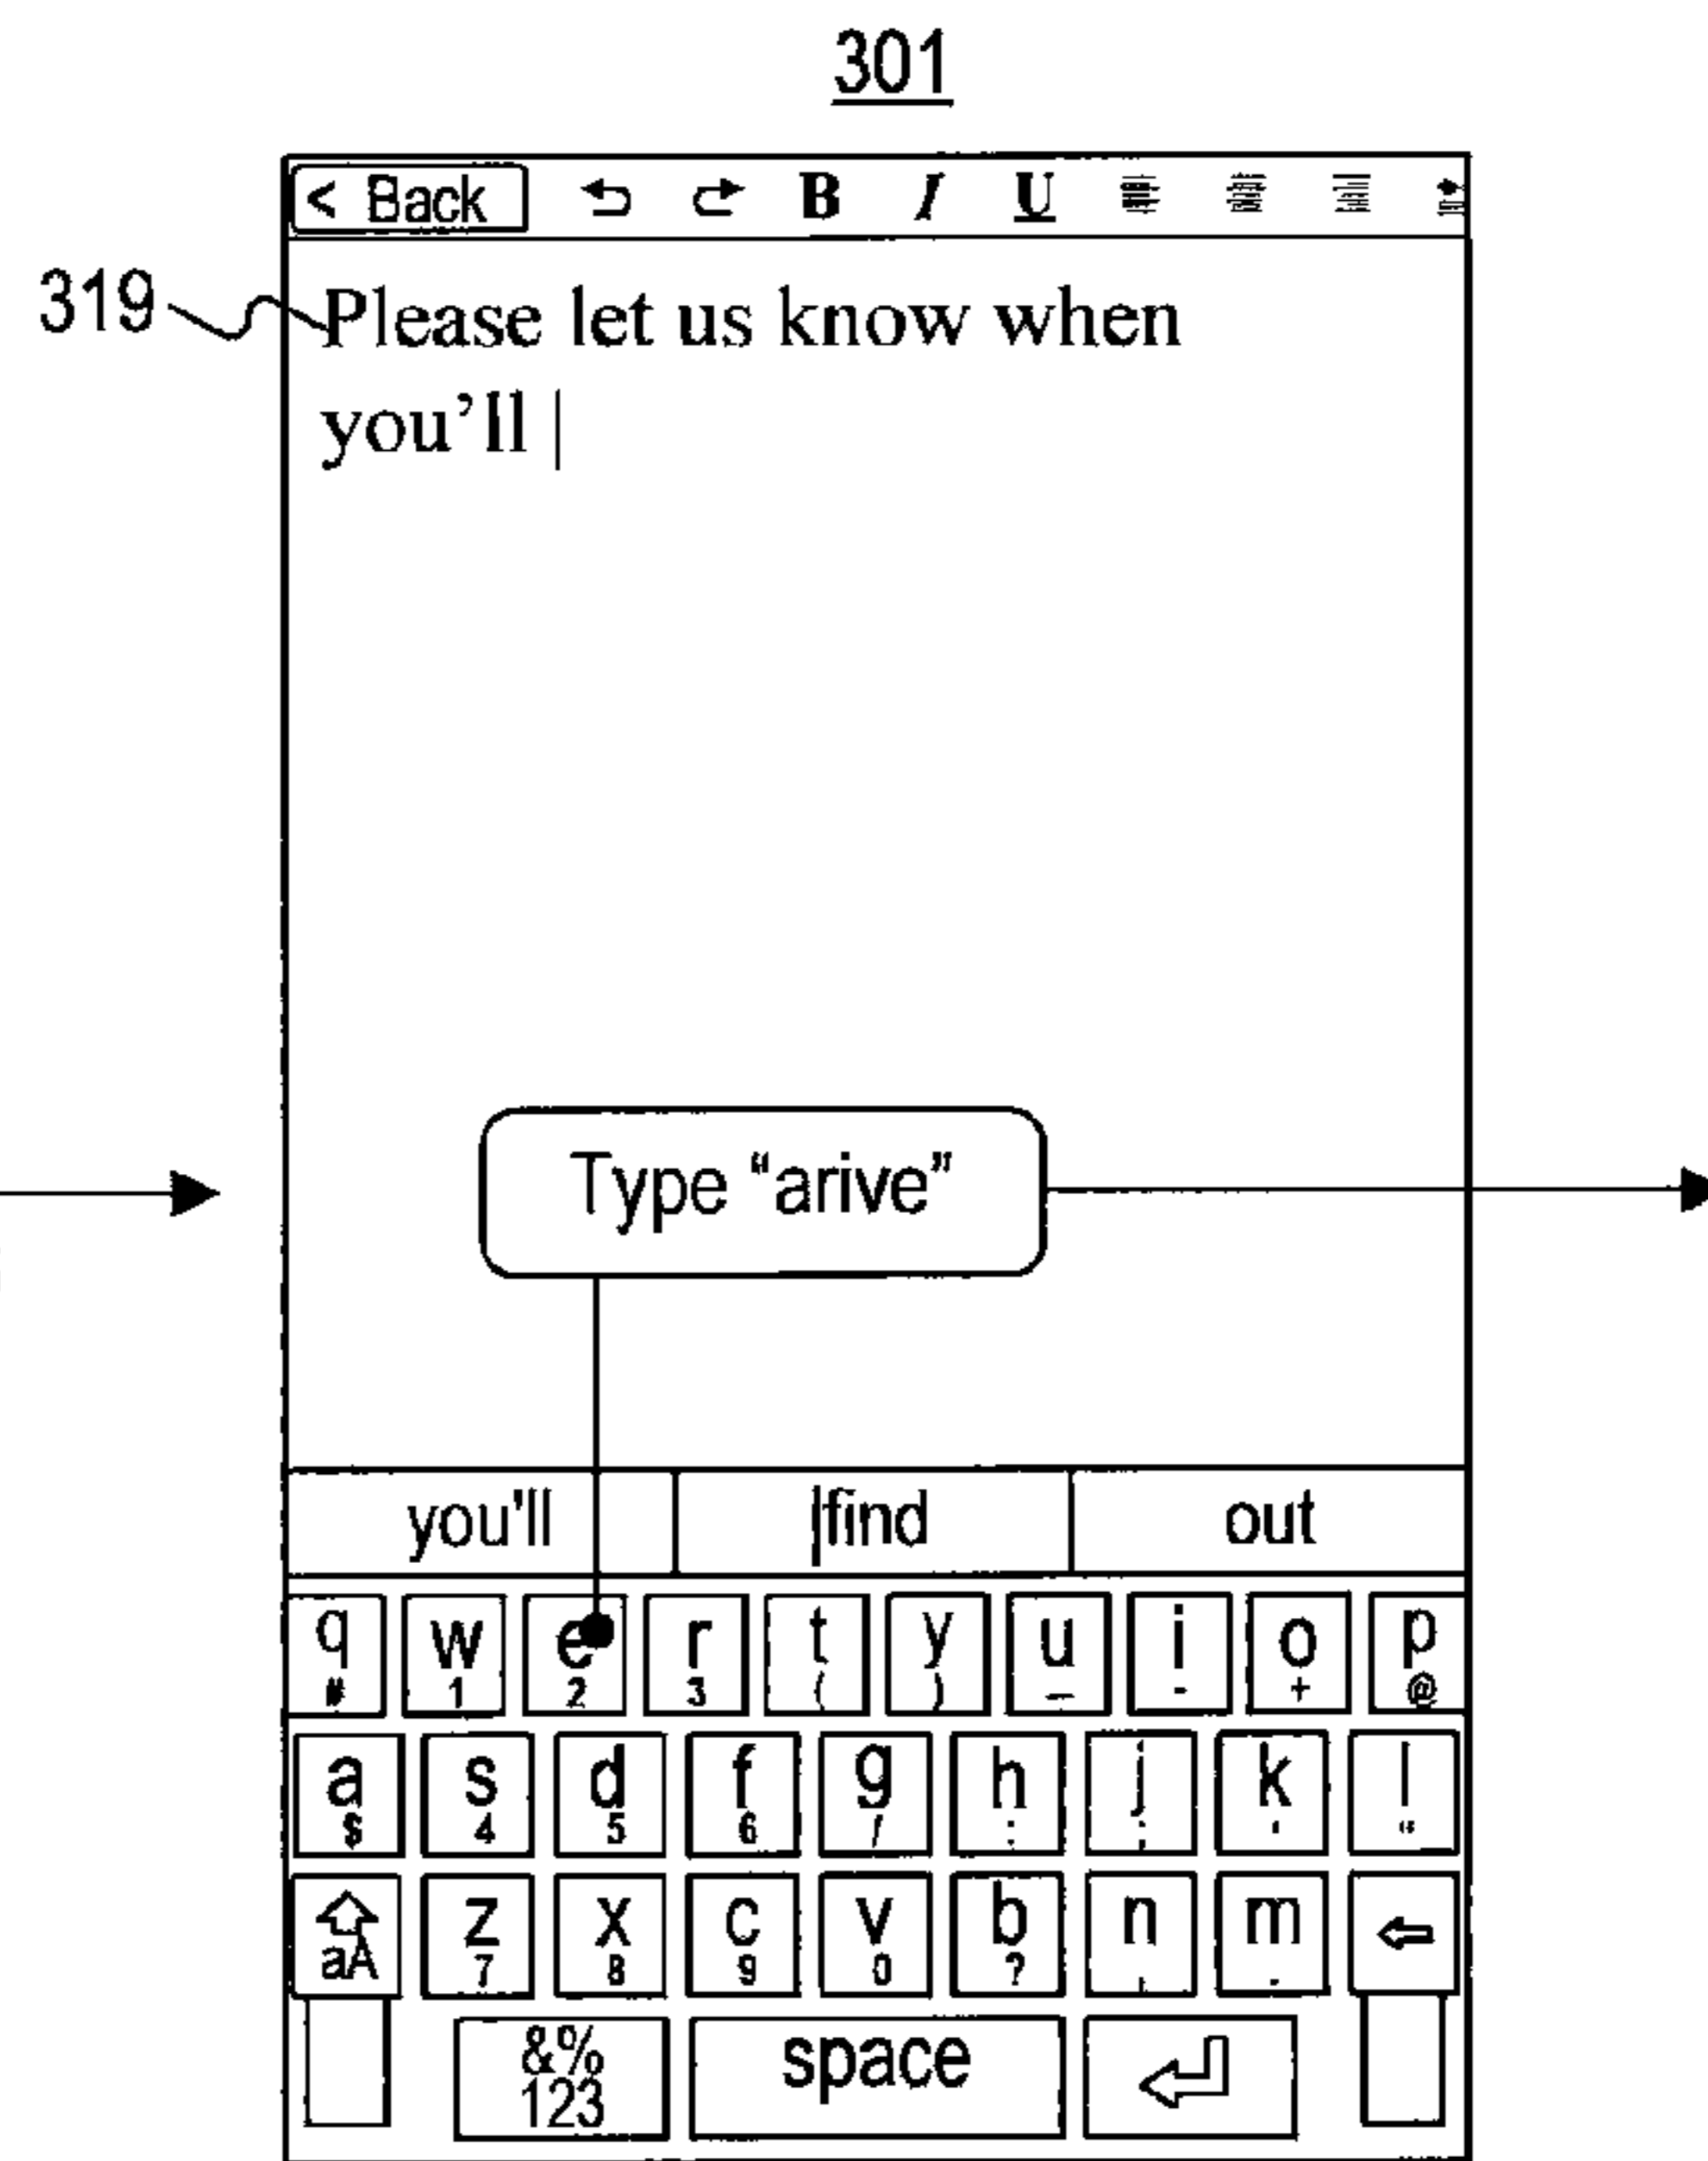 301
< Back B I U
319
Please let us know when
you’ll |
Type “arive”
you'll find out
q w e r t y u i o p
# 1 2 3 ( ) _ - + @
a s d f g h j k l
$ 4 5 6 / : ; ' "
aA z x c v b n m
7 8 9 0 ? , .
&% space
123